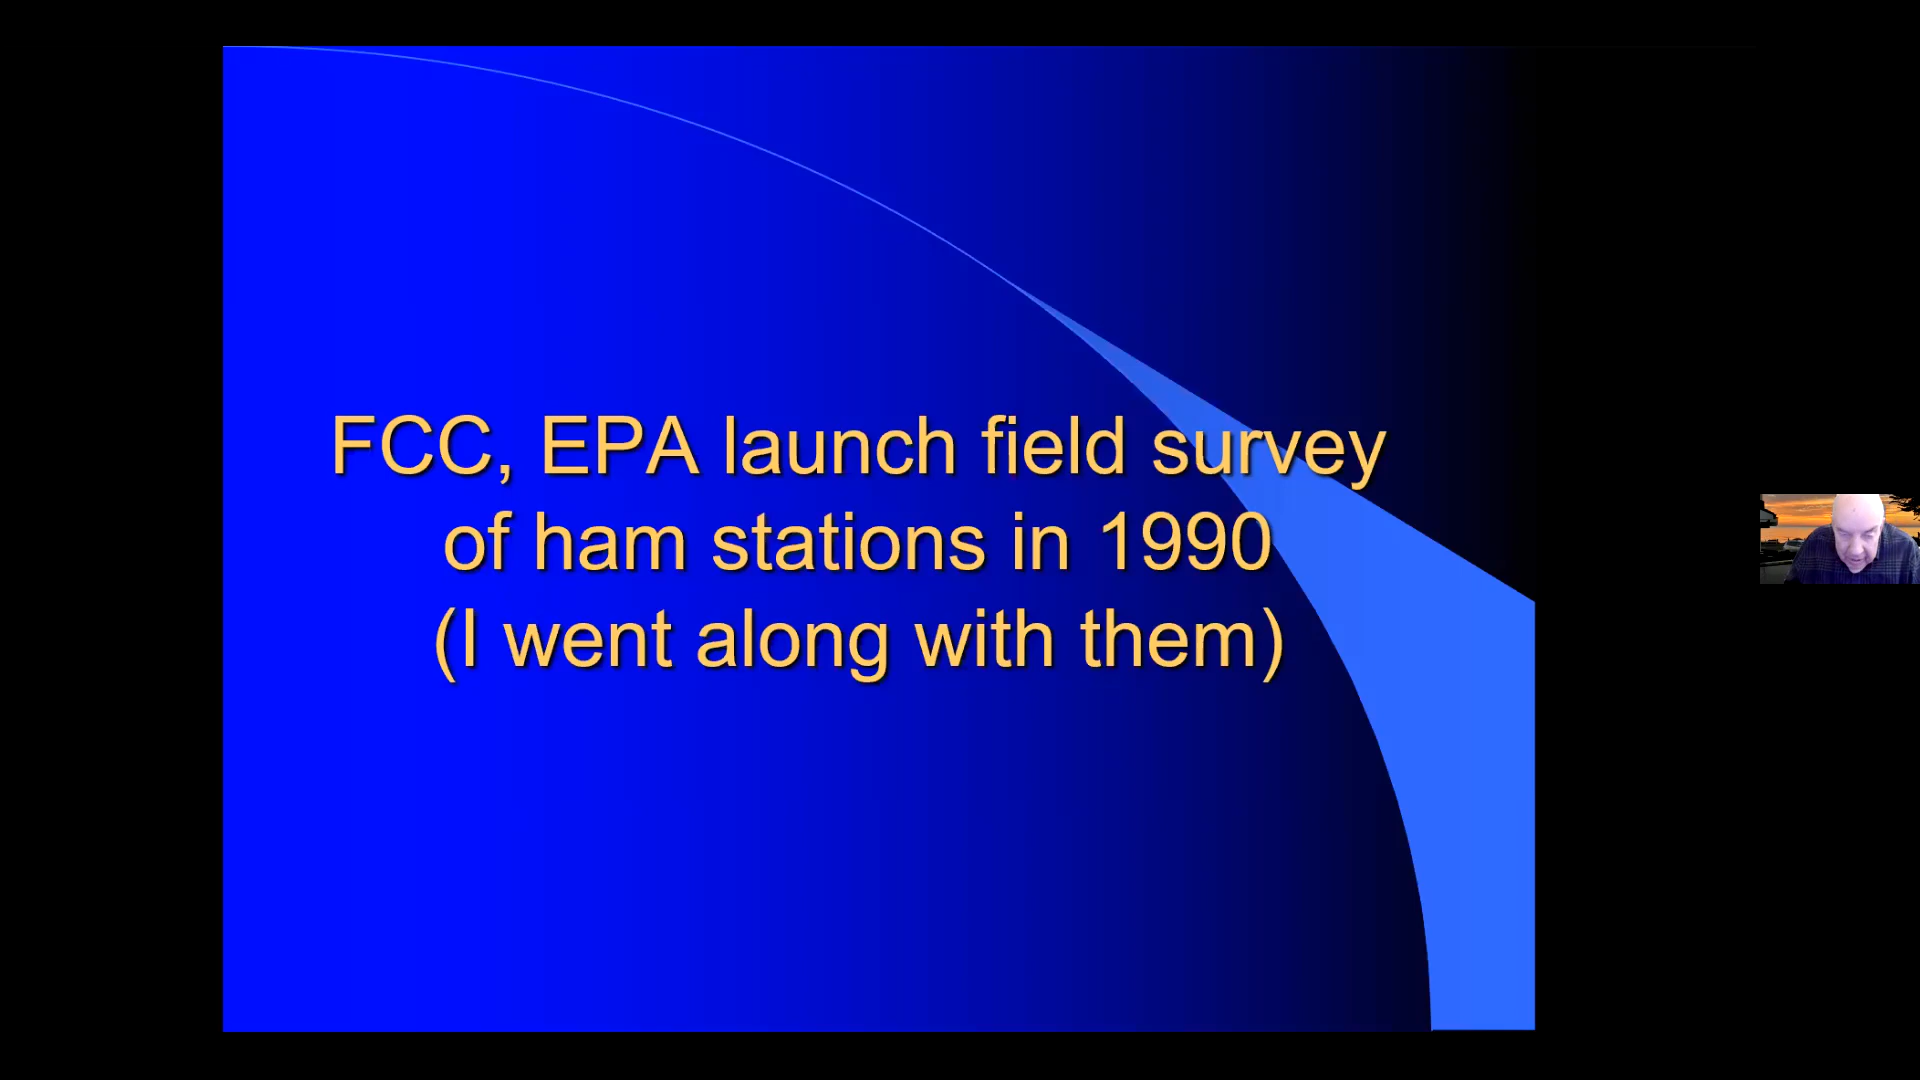 FCC, EPA launch field survey
of ham stations in 1990
(I went along with them)